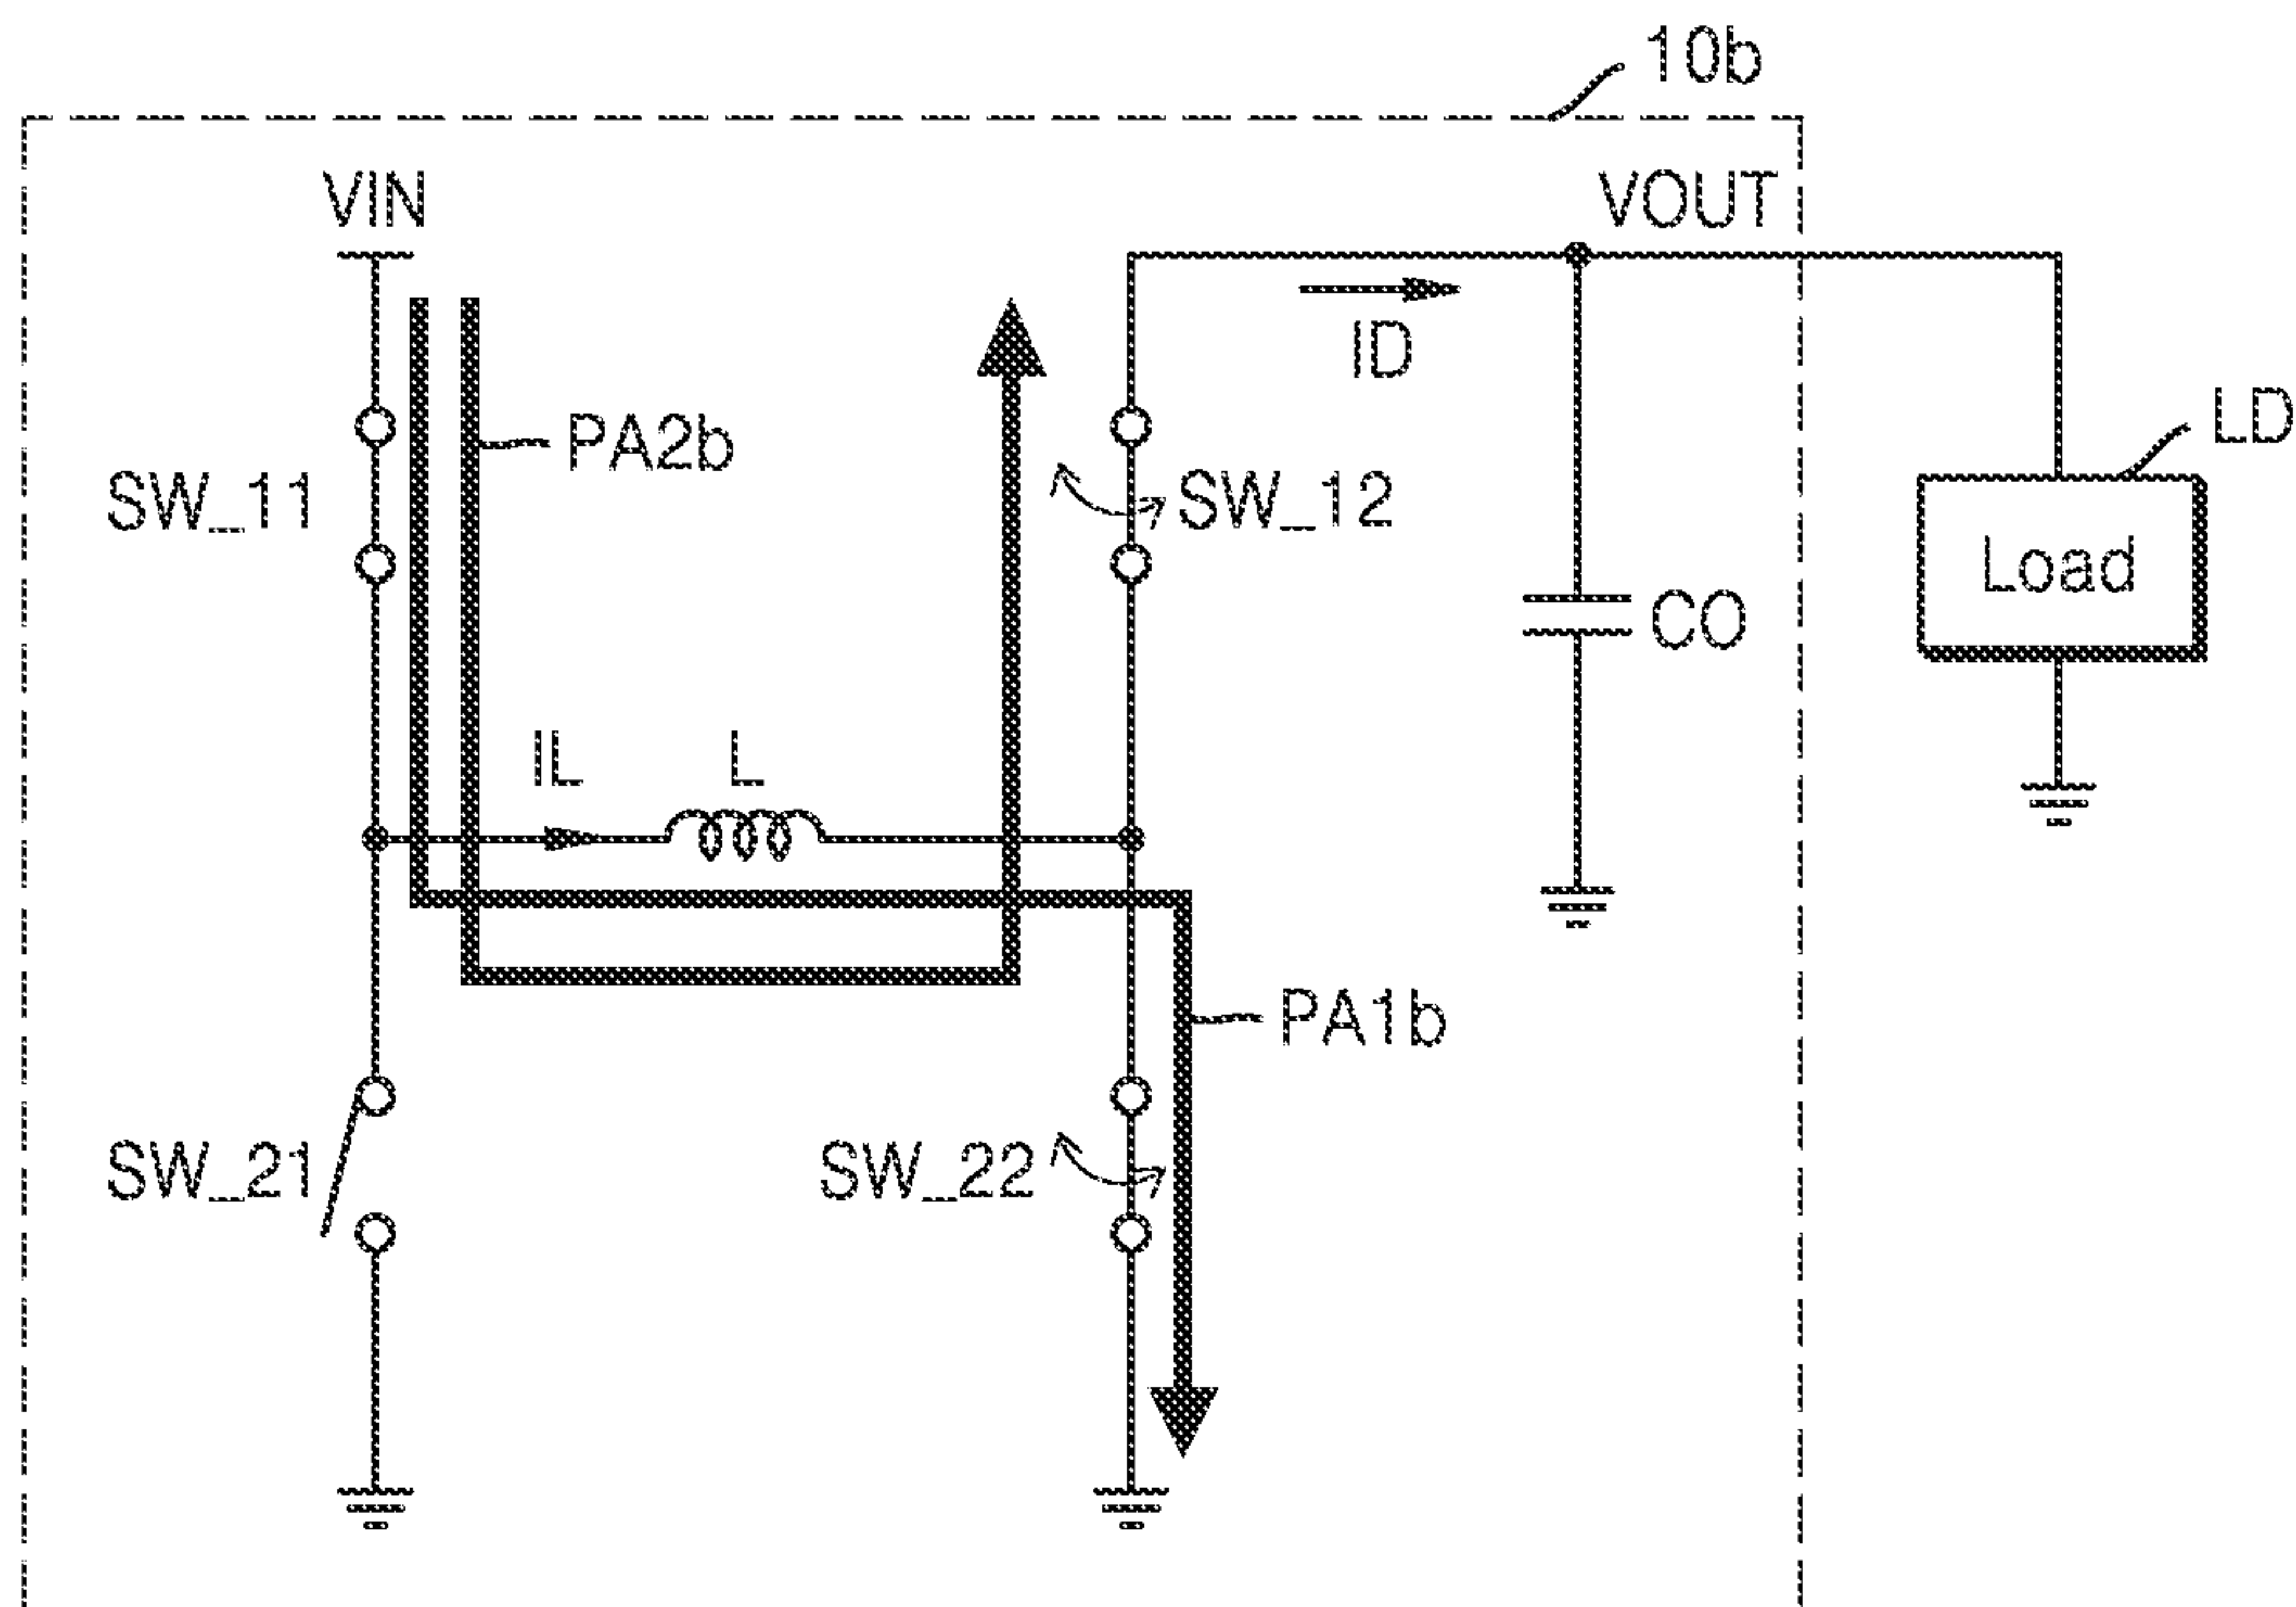 10b
VIN
VOUT
ID
LD
PA2b
SW_11
SW_12
Load
CO
IL
L
PA1b
SW_21
SW_22